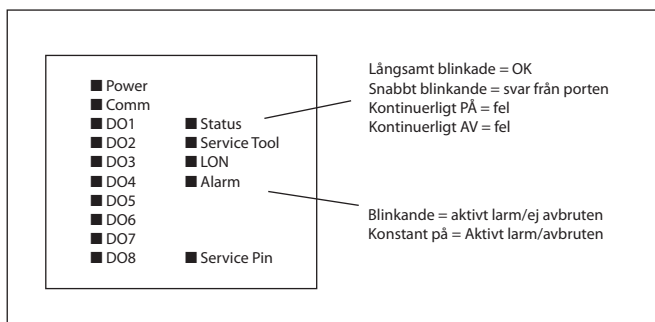 Power
Comm
DO1
DO2
DO3
DO4
DO5
DO6
DO7
DO8
Status
Service Tool
LON
Alarm
Service Pin
Långsamt blinkade = OK
Snabbt blinkande = svar från porten
Kontinuerligt PÅ = fel
Kontinuerligt AV = fel
Blinkande = aktivt larm/ej avbruten
Konstant på = Aktivt larm/avbruten